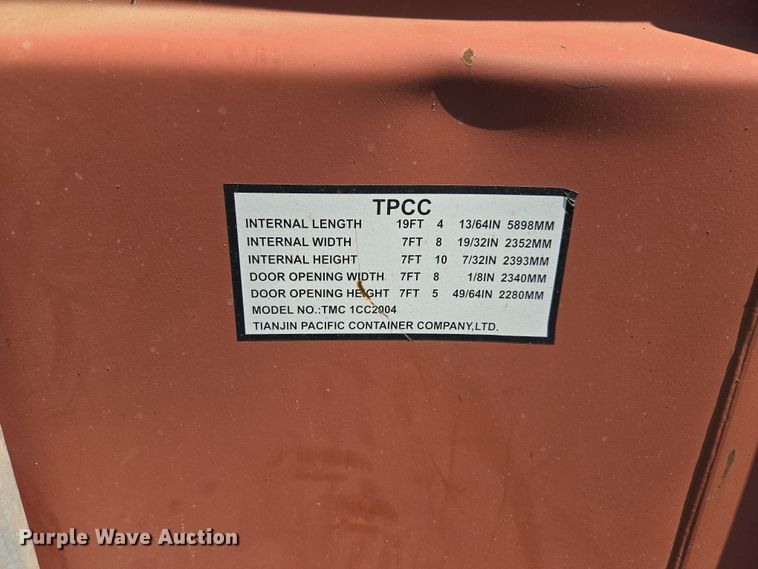 TPCC
INTERNAL LENGTH 19FT 4 13/64IN 5898MM
INTERNAL WIDTH 7FT 8 19/32IN 2352MM
INTERNAL HEIGHT 7FT 10 7/32IN 2393MM
DOOR OPENING WIDTH 7FT 8 1/8IN 2340MM
DOOR OPENING HEIGHT 7FT 5 49/64IN 2280MM
MODEL NO.:TMC 1CC2004
TIANJIN PACIFIC CONTAINER COMPANY,LTD.
Purple Wave Auction